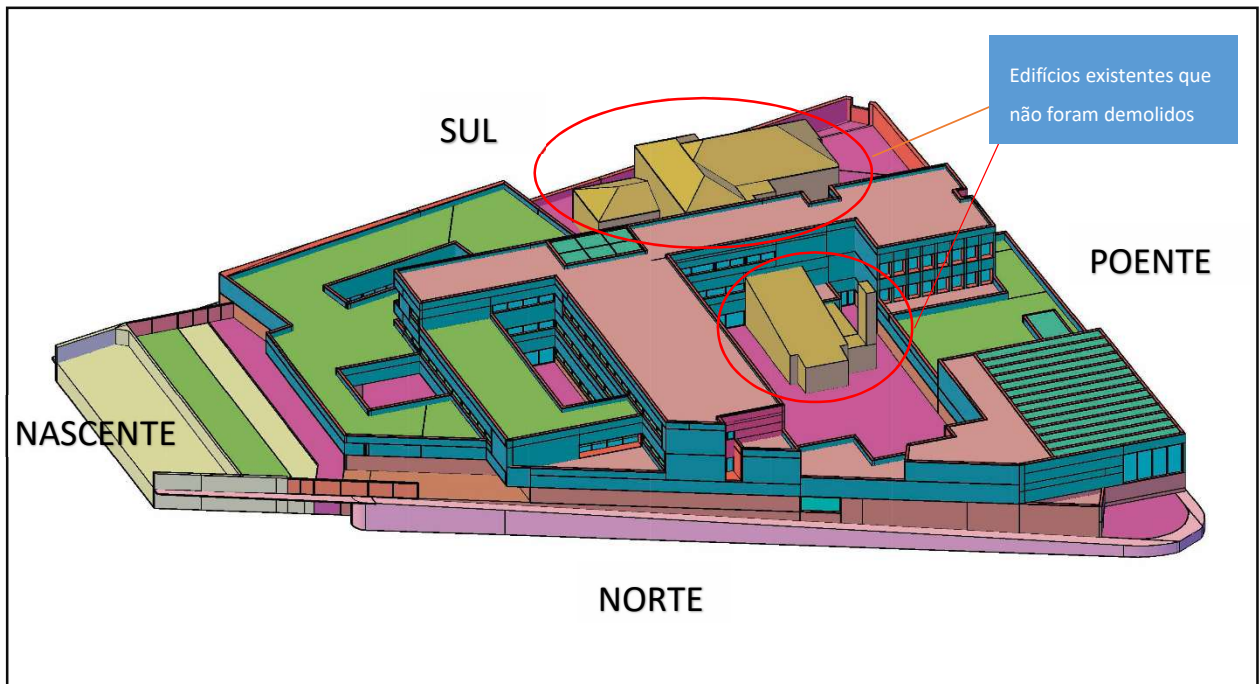 Edifícios existentes que
não foram demolidos
SUL
POENTE
NASCENTE
NORTE